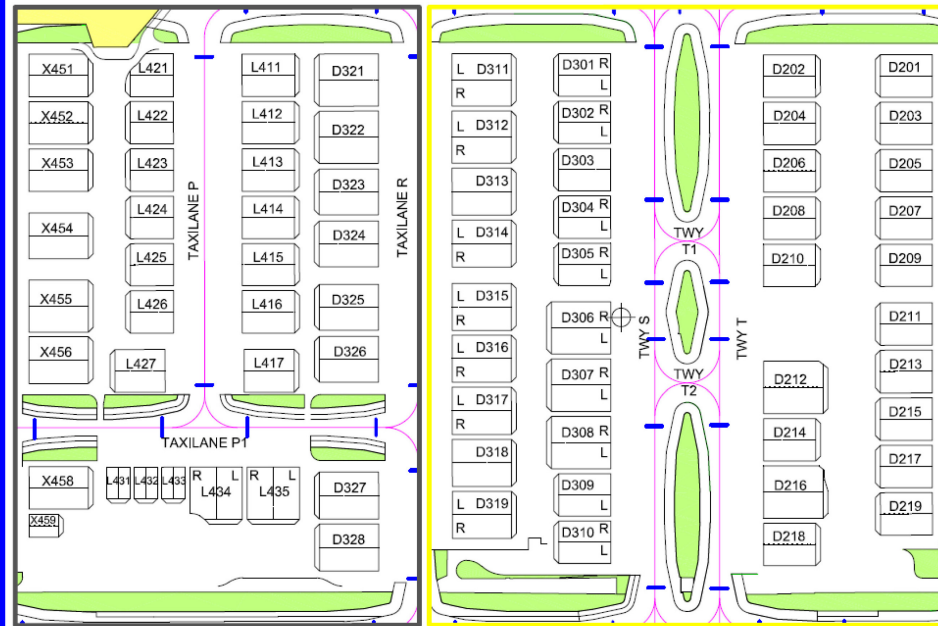 X451
X452
X453
X454
X455
X456
X458
X459
L421
L422
L423
L424
L425
L426
L427
TAXILANE P
L411
L412
L413
L414
L415
L416
L417
D321
D322
D323
D324
D325
D326
D327
D328
TAXILANE R
TAXILANE P1
L431
L432
L433
R L
L434
R L
L435
L D311
R
L D312
R
D313
L D314
R
L D315
R
L D316
R
L D317
R
D318
L D319
R
D301 R
L
D302 R
L
D303
D304 R
L
D305 R
L
D306 R
L
D307 R
L
D308 R
L
D309
L
D310 R
L
TWY S
TWY
T1
TWY
T2
TWY T
D202
D204
D206
D208
D210
D212
D214
D216
D218
D201
D203
D205
D207
D209
D211
D213
D215
D217
D219